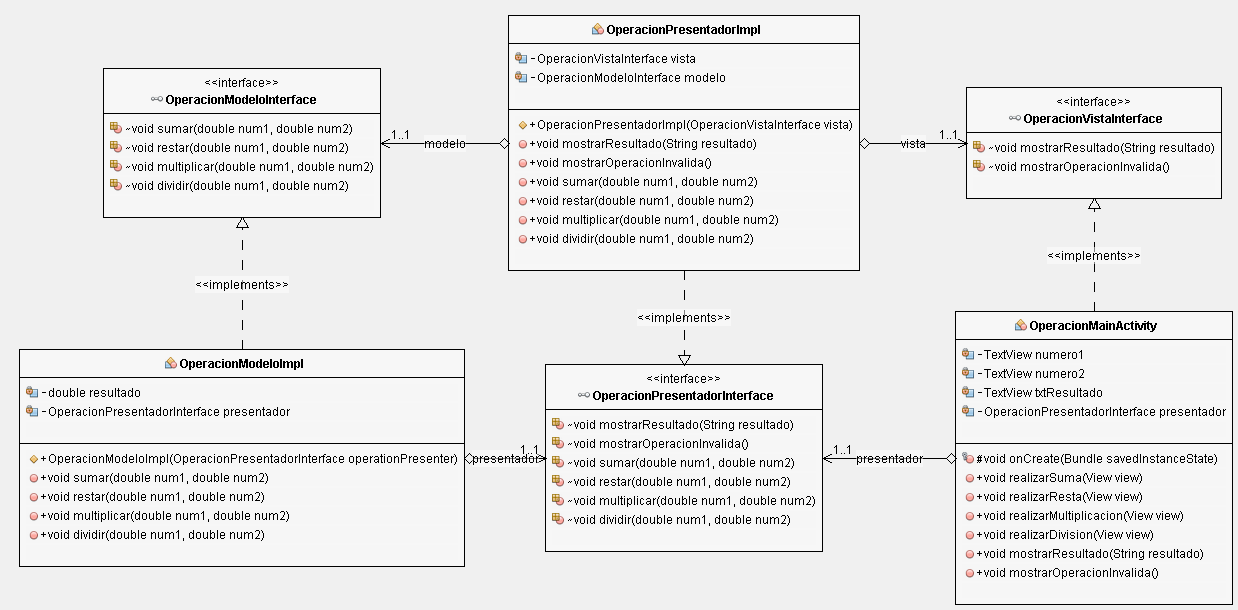 OperacionPresentadorImpl
- OperacionVistaInterface vista
- OperacionModeloInterface modelo
+ OperacionPresentadorImpl(OperacionVistaInterface vista)
+void mostrarResultado(String resultado)
+void mostrarOperacionInvalida()
+void sumar(double num1, double num2)
+void restar(double num1, double num2)
+void multiplicar(double num1, double num2)
+void dividir(double num1, double num2)
<<interface>>
OperacionModeloInterface
~void sumar(double num1, double num2)
~void restar(double num1, double num2)
~void multiplicar(double num1, double num2)
~void dividir(double num1, double num2)
1..1
modelo
vista
1..1
<<interface>>
OperacionVistaInterface
~void mostrarResultado(String resultado)
~void mostrarOperacionInvalida()
<<implements>>
<<implements>>
<<implements>>
OperacionModeloImpl
- double resultado
- OperacionPresentadorInterface presentador
+ OperacionModeloImpl(OperacionPresentadorInterface operationPresenter)
+void sumar(double num1, double num2)
+void restar(double num1, double num2)
+void multiplicar(double num1, double num2)
+void dividir(double num1, double num2)
presentador
1..1
<<interface>>
OperacionPresentadorInterface
~void mostrarResultado(String resultado)
~void mostrarOperacionInvalida()
~void sumar(double num1, double num2)
~void restar(double num1, double num2)
~void multiplicar(double num1, double num2)
~void dividir(double num1, double num2)
1..1
presentador
OperacionMainActivity
- TextView numero1
- TextView numero2
- TextView txtResultado
- OperacionPresentadorInterface presentador
#void onCreate(Bundle savedInstanceState)
+void realizarSuma(View view)
+void realizarResta(View view)
+void realizarMultiplicacion(View view)
+void realizarDivision(View view)
+void mostrarResultado(String resultado)
+void mostrarOperacionInvalida()